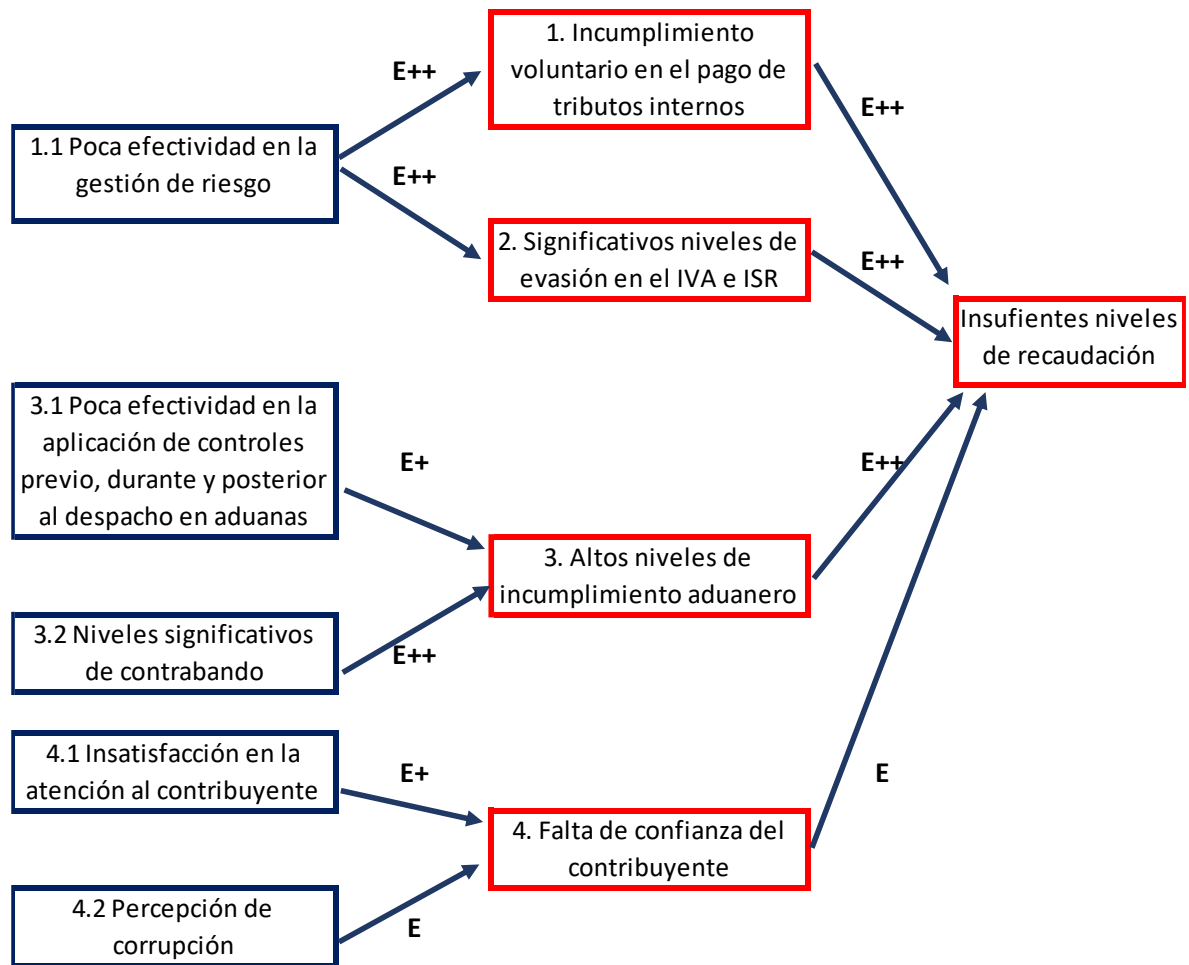 1. Incumplimiento
voluntario en el pago de
tributos internos
E++
E++
1.1 Poca efectividad en la
gestión de riesgo
E++
2. Significativos niveles de
evasión en el IVA e ISR
E++
Insufientes niveles
de recaudación
3.1 Poca efectividad en la
aplicación de controles
previo, durante y posterior
al despacho en aduanas
E+
E++
3. Altos niveles de
incumplimiento aduanero
3.2 Niveles significativos
de contrabando
E++
4.1 Insatisfacción en la
atención al contribuyente
E+
E
4. Falta de confianza del
contribuyente
4.2 Percepción de
corrupción
E